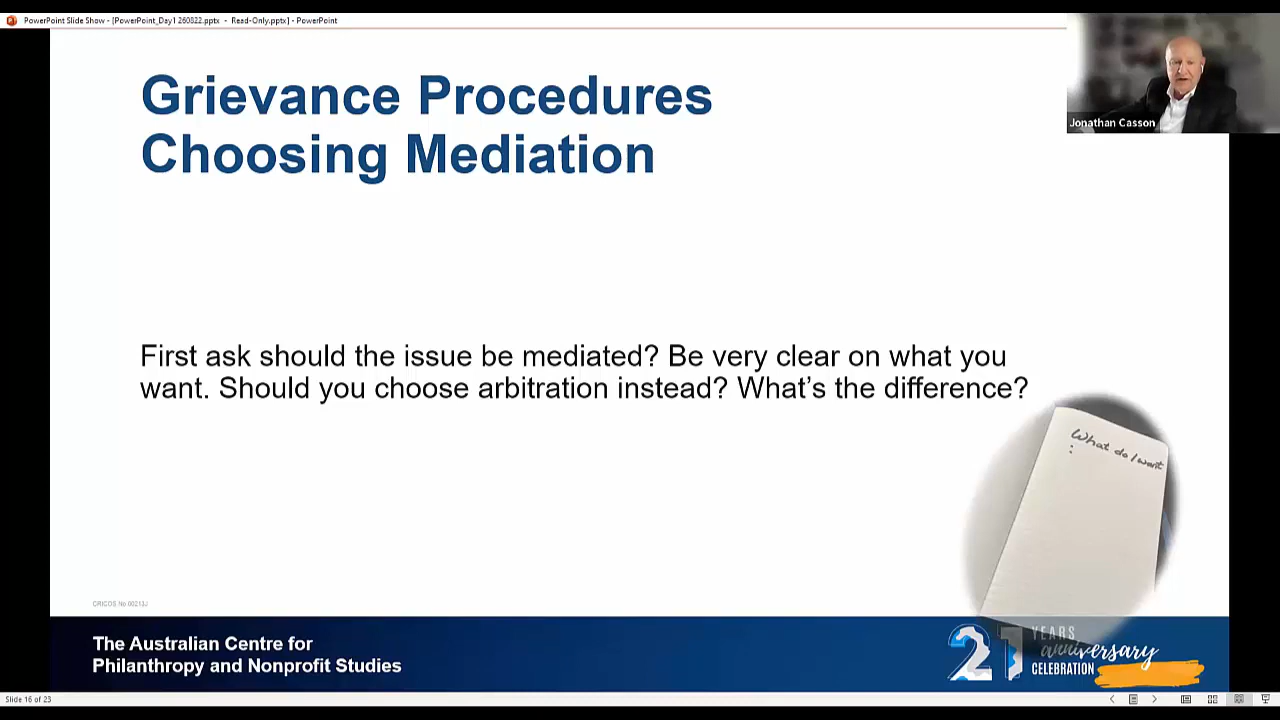 PowerPoint Slide Show - [PowerPoint_Day1 260822.pptx - Read-Only.pptx] - PowerPoint
Jonathan Casson
Grievance Procedures
Choosing Mediation
First ask should the issue be mediated? Be very clear on what you
want. Should you choose arbitration instead? What's the difference?
What do I want
:
CRICOS No 00213J
The Australian Centre for
Philanthropy and Nonprofit Studies
21 YEARS
anniversary
CELEBRATION
Slide 16 of 23